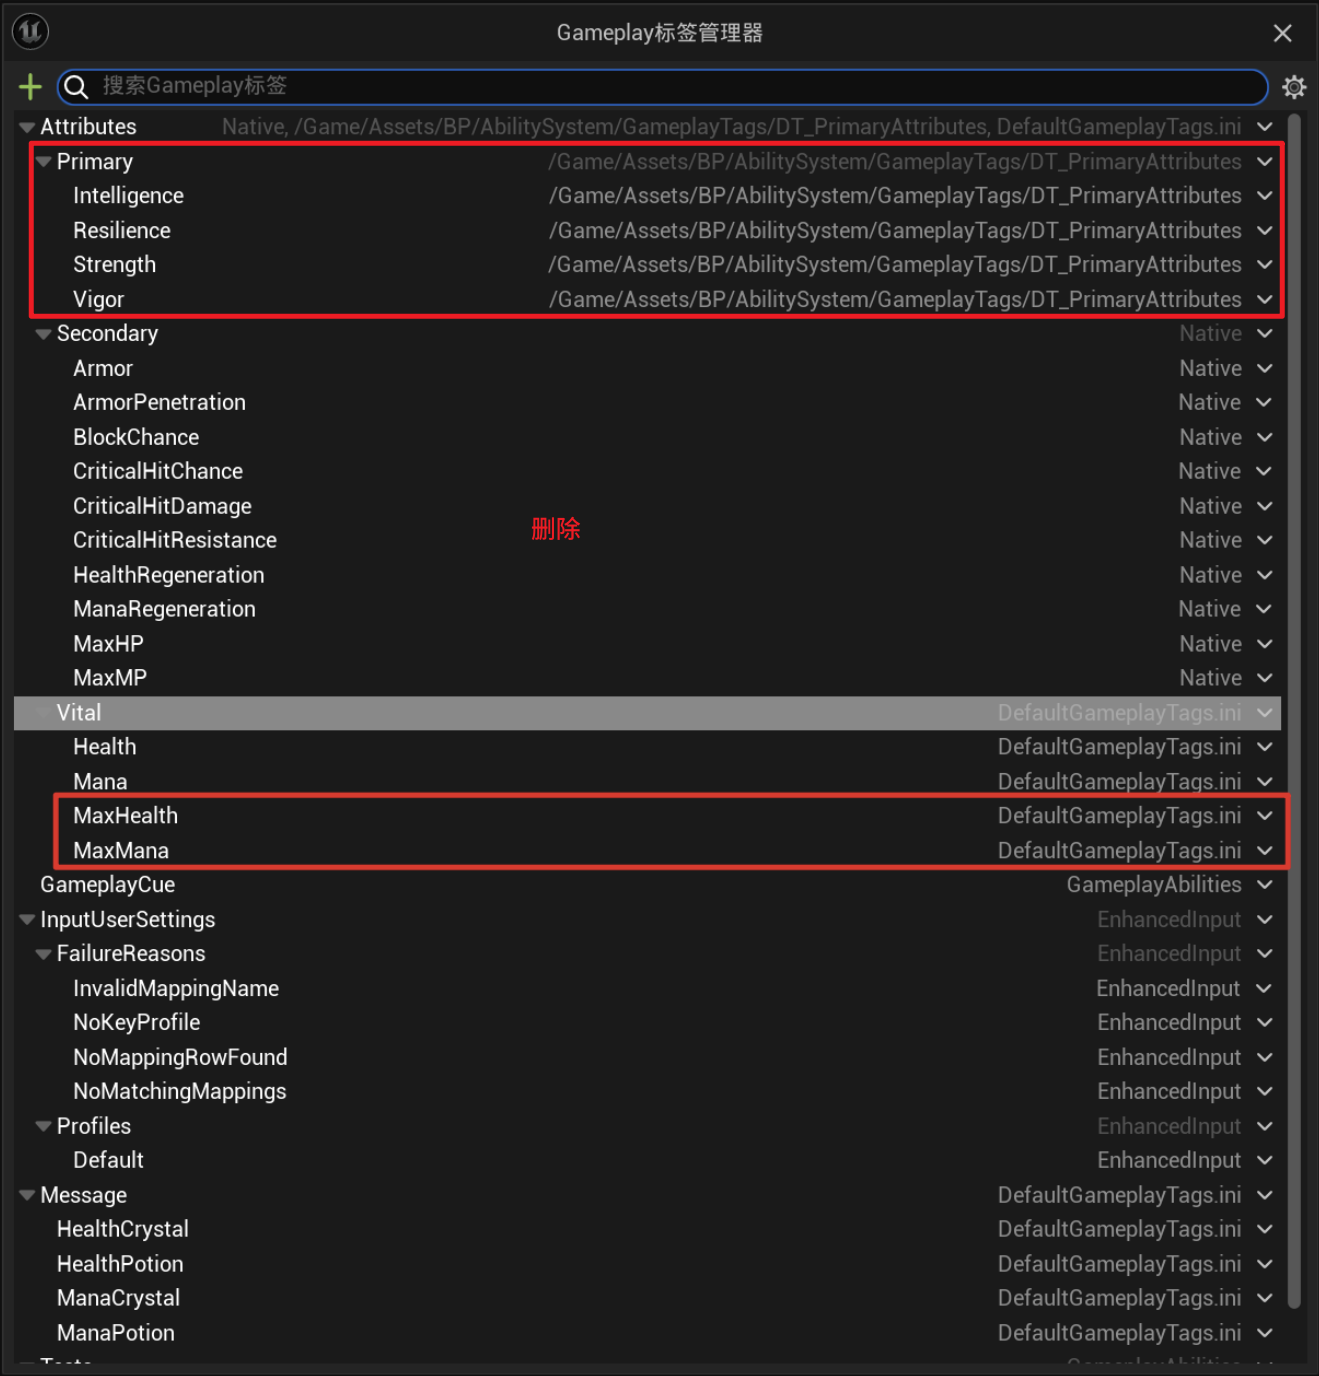 Gameplay标签管理器
搜索Gameplay标签
Attributes Native, /Game/Assets/BP/AbilitySystem/GameplayTags/DT_PrimaryAttributes, DefaultGameplayTags.ini
Primary /Game/Assets/BP/AbilitySystem/GameplayTags/DT_PrimaryAttributes
Intelligence /Game/Assets/BP/AbilitySystem/GameplayTags/DT_PrimaryAttributes
Resilience /Game/Assets/BP/AbilitySystem/GameplayTags/DT_PrimaryAttributes
Strength /Game/Assets/BP/AbilitySystem/GameplayTags/DT_PrimaryAttributes
Vigor /Game/Assets/BP/AbilitySystem/GameplayTags/DT_PrimaryAttributes
Secondary Native
Armor Native
ArmorPenetration Native
BlockChance Native
CriticalHitChance Native
CriticalHitDamage Native
删除
CriticalHitResistance Native
HealthRegeneration Native
ManaRegeneration Native
MaxHP Native
MaxMP Native
Vital DefaultGameplayTags.ini
Health DefaultGameplayTags.ini
Mana DefaultGameplayTags.ini
MaxHealth DefaultGameplayTags.ini
MaxMana DefaultGameplayTags.ini
GameplayCue GameplayAbilities
InputUserSettings EnhancedInput
FailureReasons EnhancedInput
InvalidMappingName EnhancedInput
NoKeyProfile EnhancedInput
NoMappingRowFound EnhancedInput
NoMatchingMappings EnhancedInput
Profiles EnhancedInput
Default EnhancedInput
Message DefaultGameplayTags.ini
HealthCrystal DefaultGameplayTags.ini
HealthPotion DefaultGameplayTags.ini
ManaCrystal DefaultGameplayTags.ini
ManaPotion DefaultGameplayTags.ini